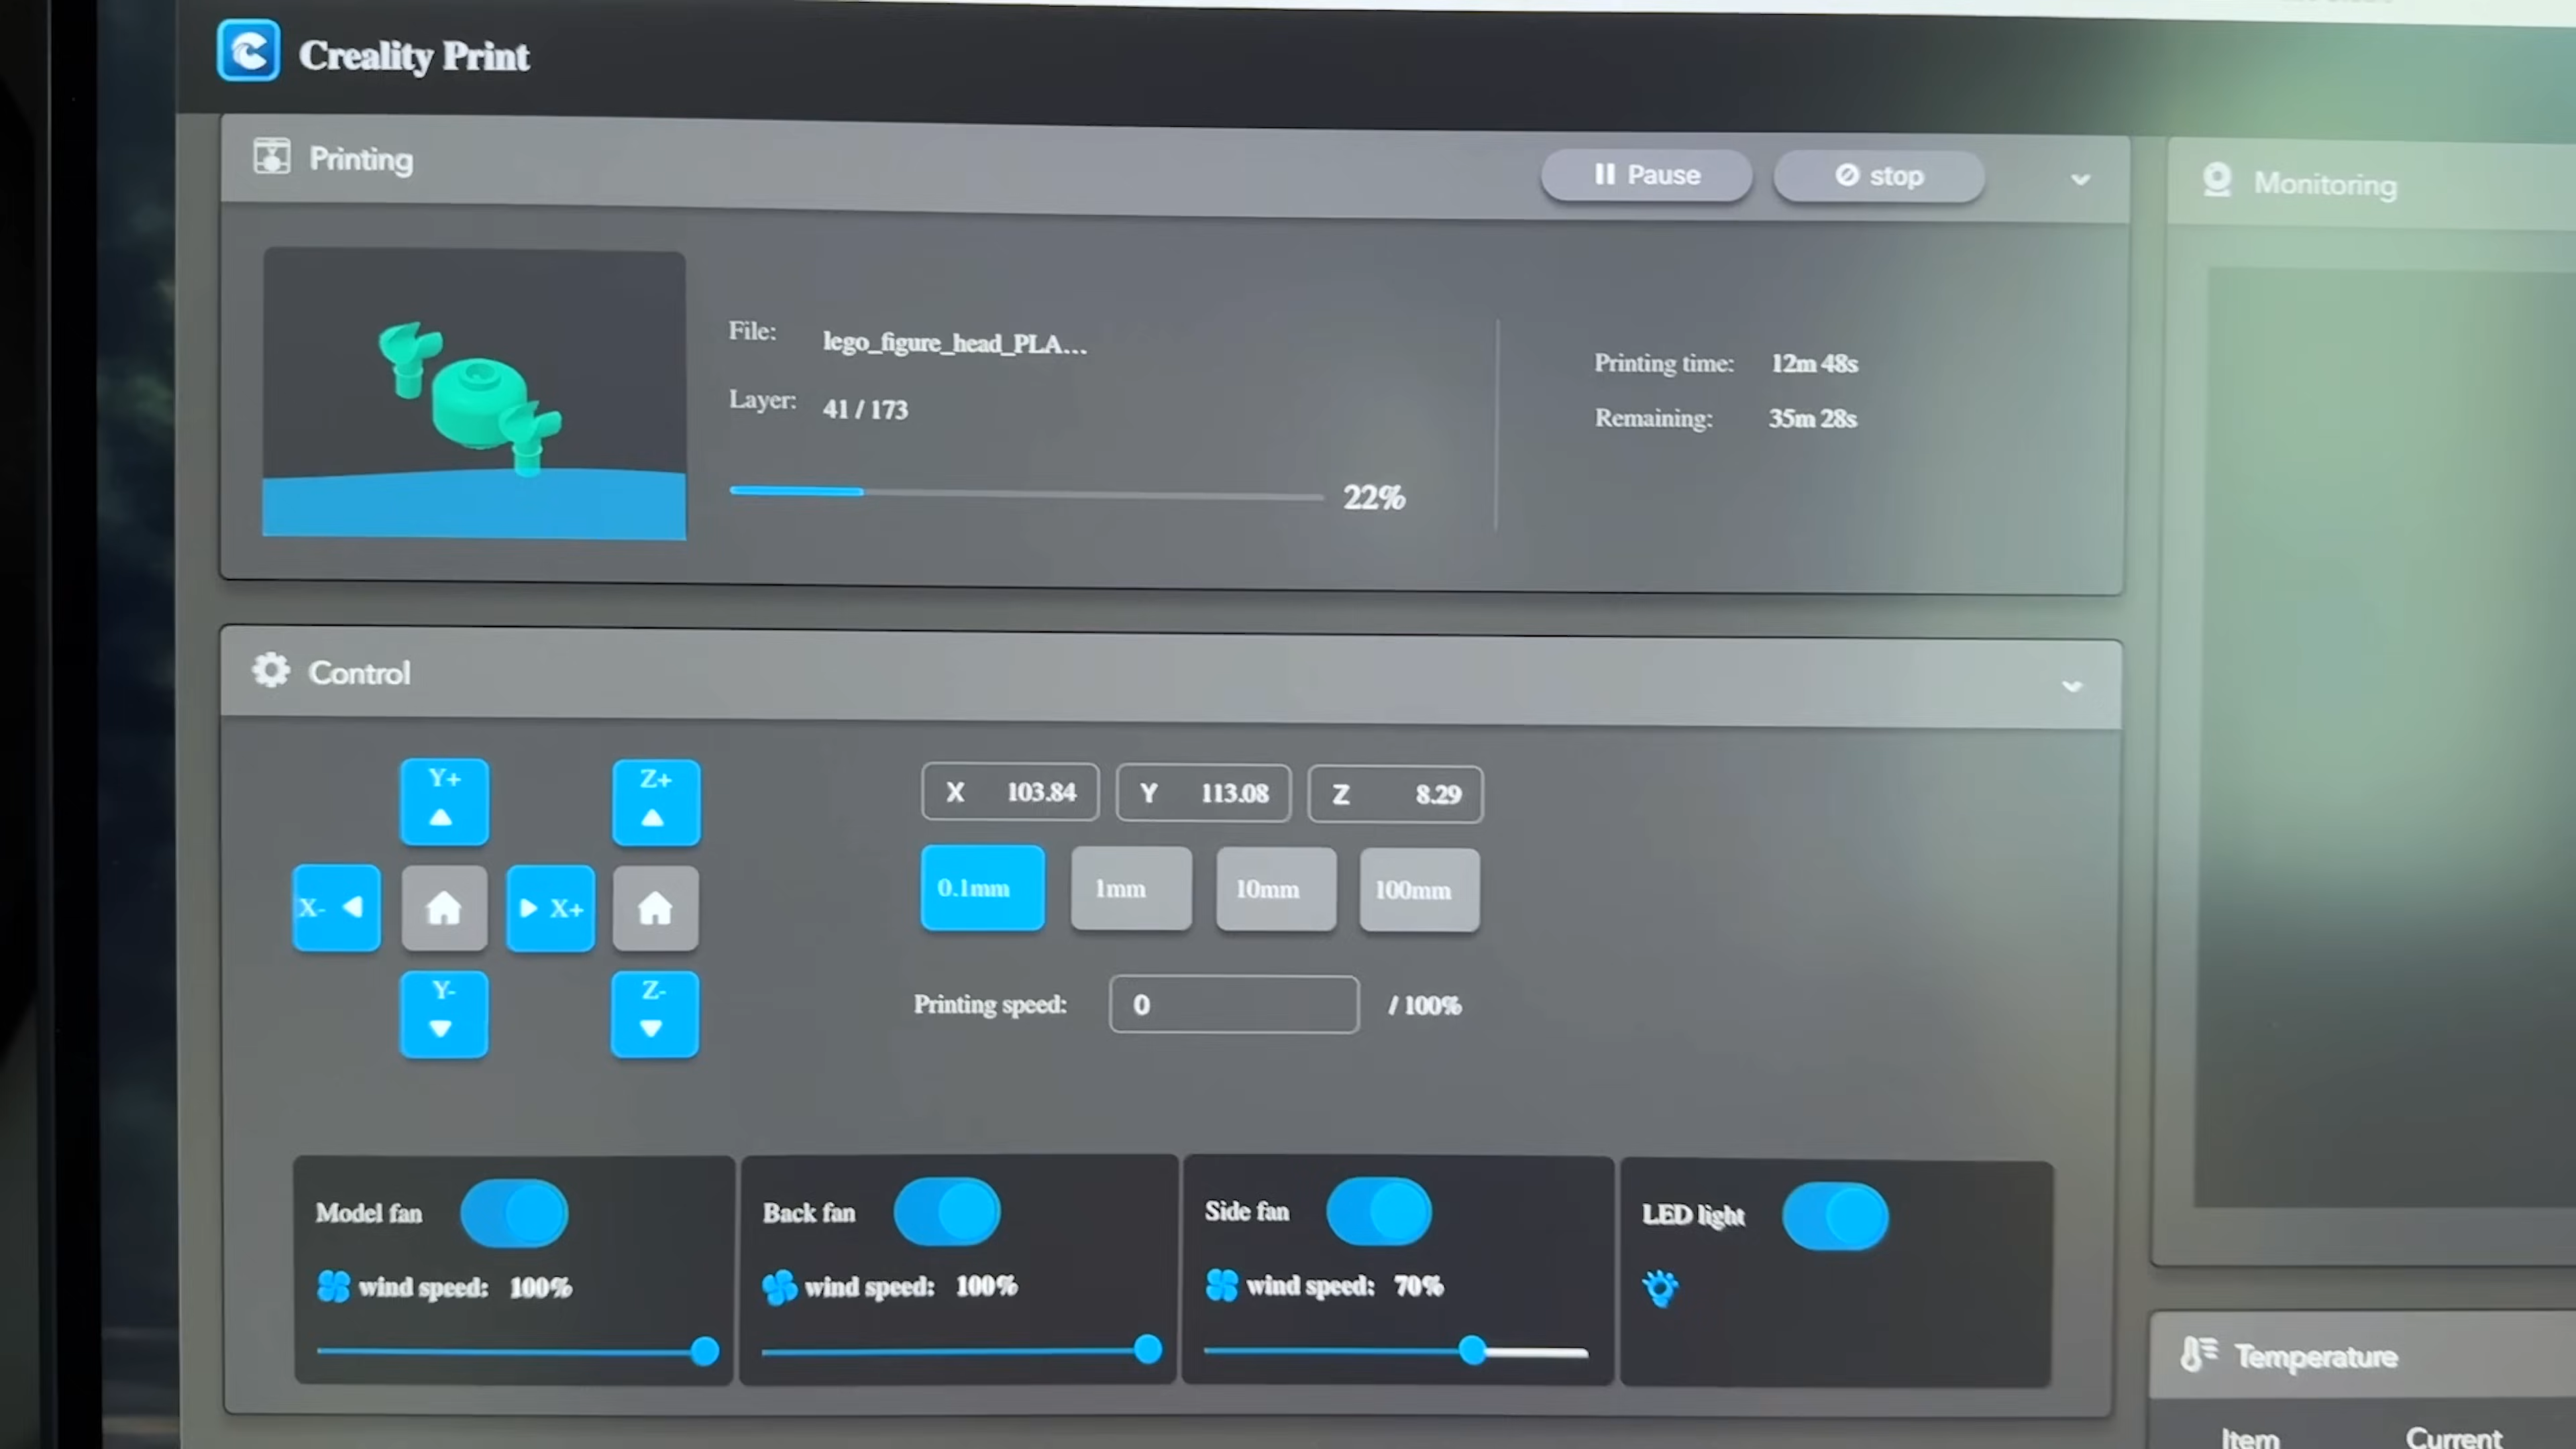 Creality Print
Printing
Pause
stop
Monitoring
File: lego_figure_head_PLA...
Layer: 41 / 173
22%
Printing time: 12m 48s
Remaining: 35m 28s
Control
Y+
Z+
X-
X+
Y-
Z-
X 103.84 Y 113.08 Z 8.29
0.1mm 1mm 10mm 100mm
Printing speed: 0 / 100%
Model fan
wind speed: 100%
Back fan
wind speed: 100%
Side fan
wind speed: 70%
LED light
Temperature
Item Current